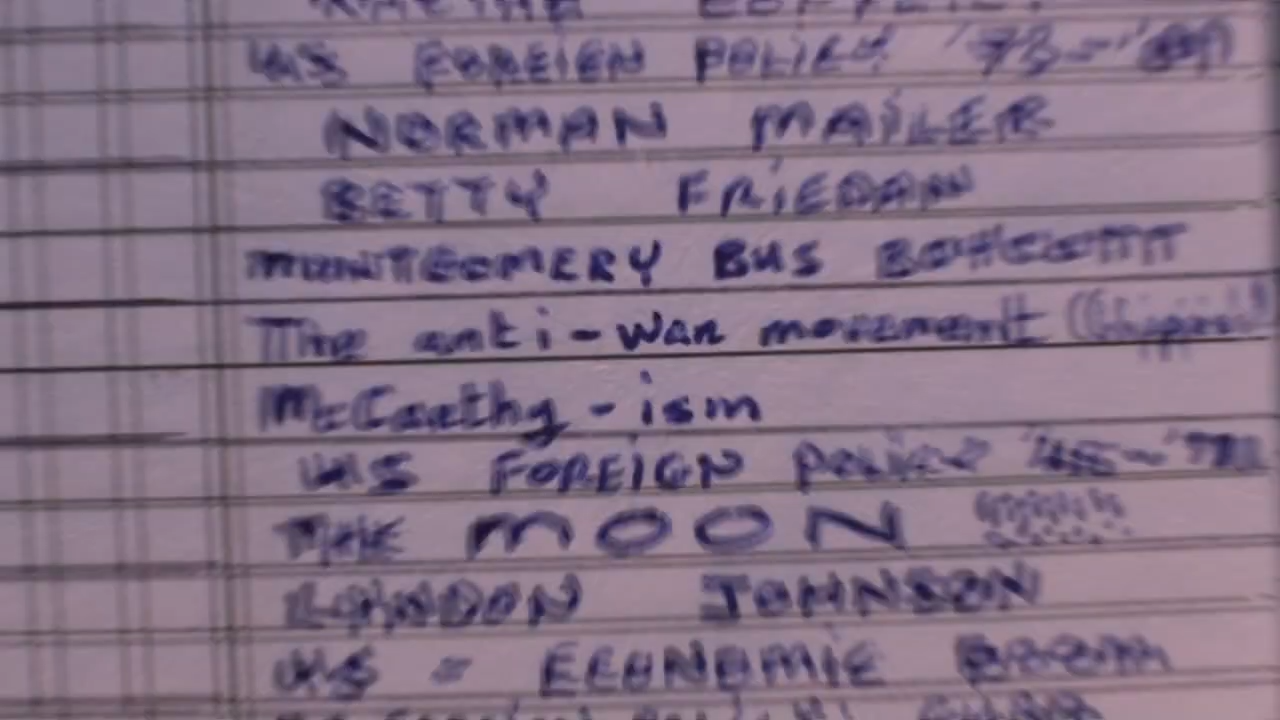 US FOREIGN POLICY '73-'80
NORMAN MAILER
BETTY FRIEDAN
MONTGOMERY BUS BOYCOTT
The anti-war movement
McCarthy-ism
US FOREIGN POLICY '45-
THE MOON
LYNDON JOHNSON
US = ECONOMIC BOOM